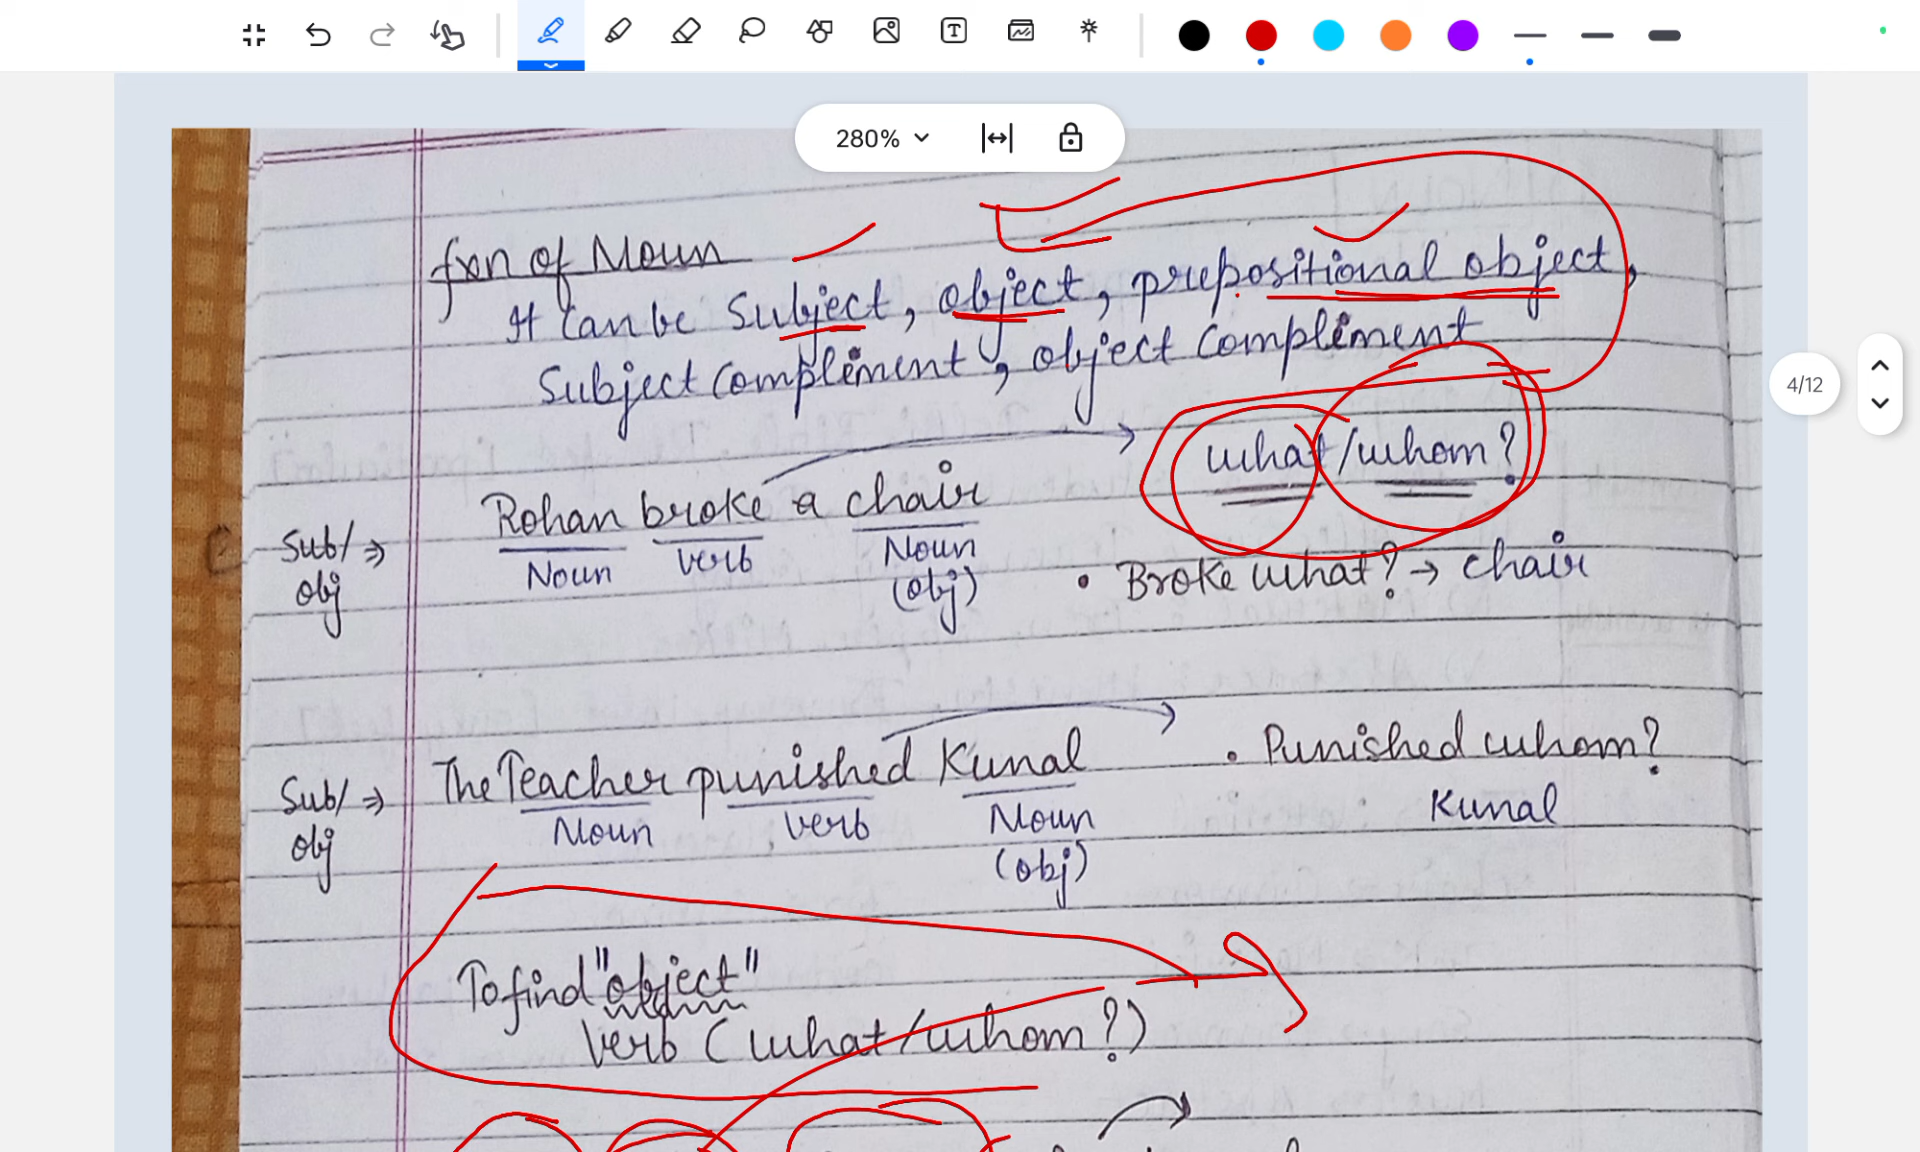 280%
4/12
fxn of Noun
It can be Subject, object, prepositional object,
Subject Compliment, object Compliment
what/whom?
Rohan broke a chair
Sub/ ⇒
obj
Noun verb Noun
(obj)
• Broke what? → chair
The Teacher punished Kunal
• Punished whom?
Kunal
Sub/ ⇒
obj
Noun verb Noun
(obj)
To find "object"
Verb (what/whom?)